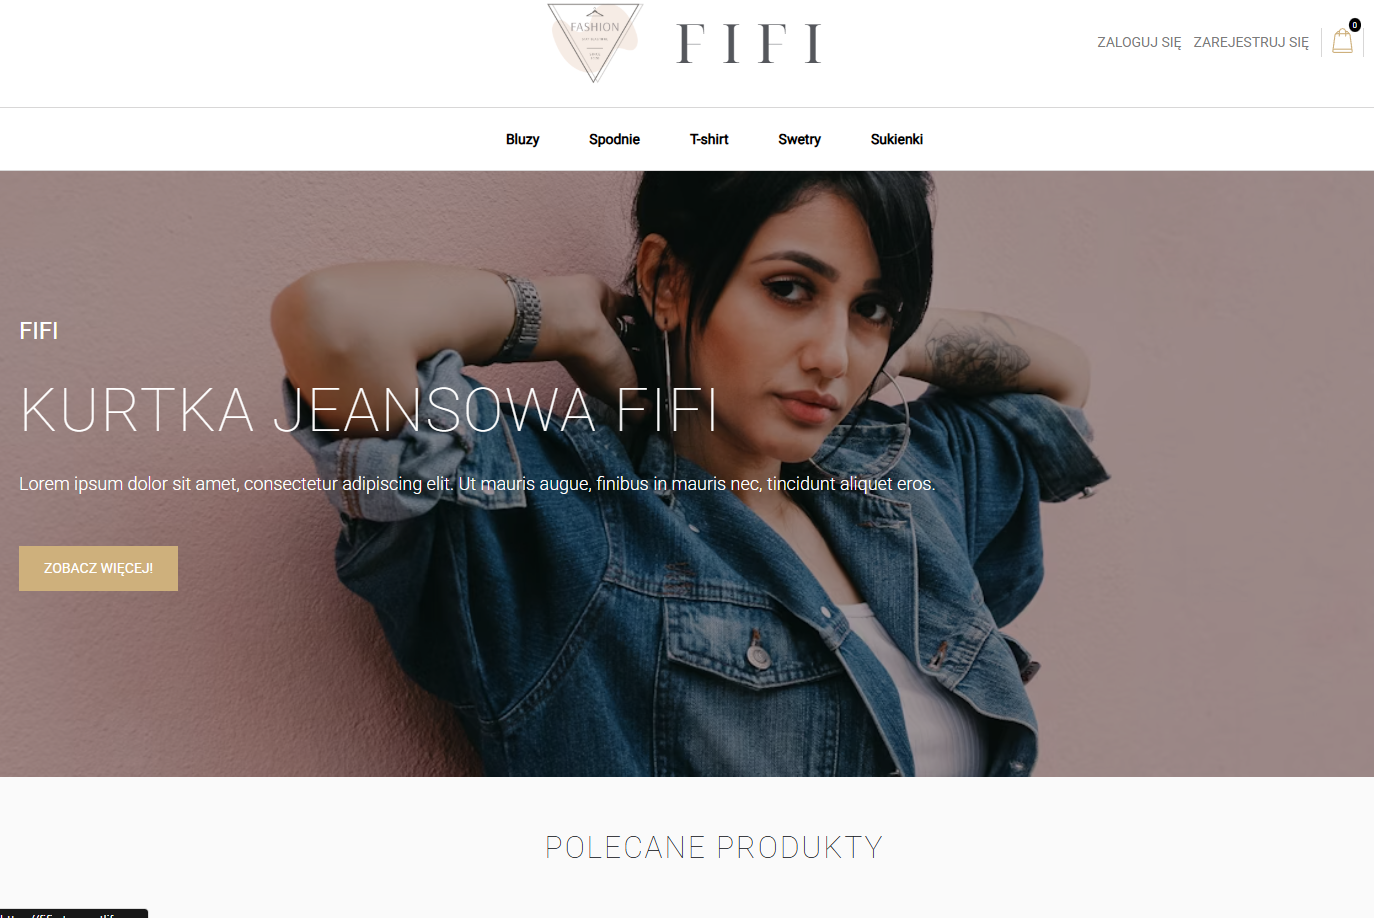 FASHION
FIFI
ZALOGUJ SIĘ ZAREJESTRUJ SIĘ
0
Bluzy Spodnie T-shirt Swetry Sukienki
FIFI
KURTKA JEANSOWA FIFI
Lorem ipsum dolor sit amet, consectetur adipiscing elit. Ut mauris augue, finibus in mauris nec, tincidunt aliquet eros.
ZOBACZ WIĘCEJ!
POLECANE PRODUKTY